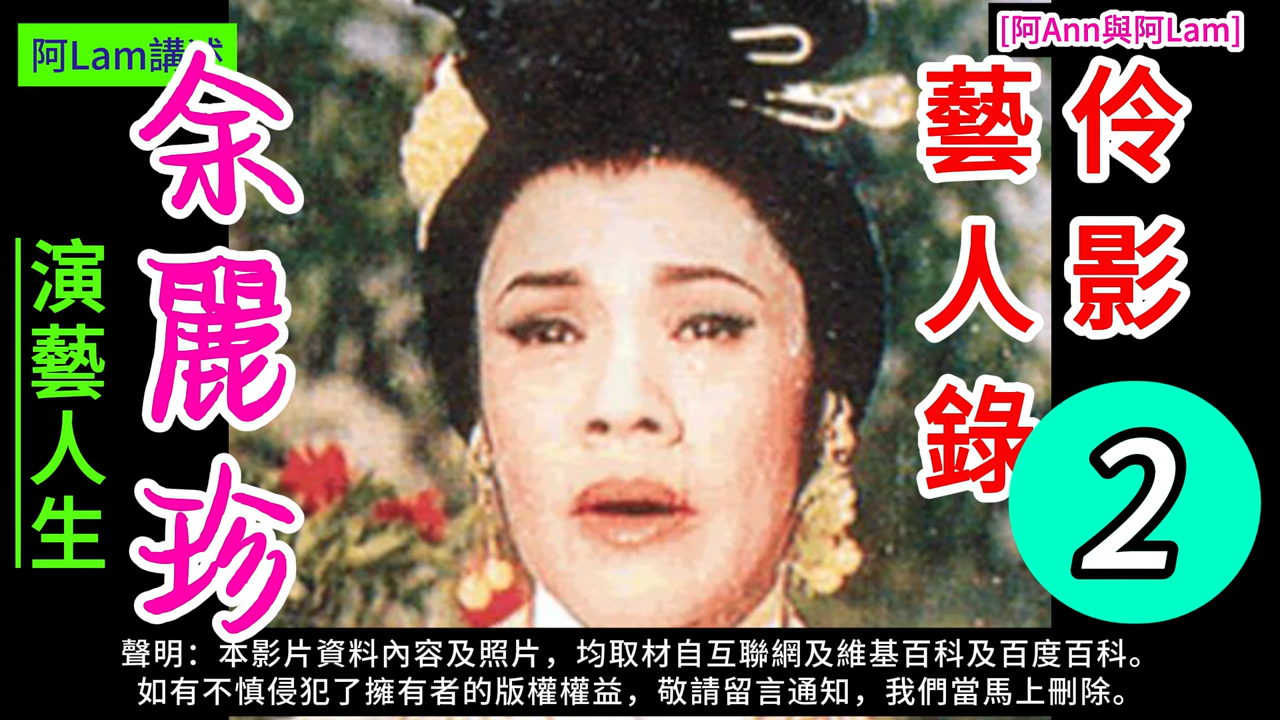 阿Lam講述
余麗珍
演藝人生
[阿Ann與阿Lam]
伶影
藝人錄
2
聲明：本影片資料內容及照片，均取材自互聯網及維基百科及百度百科。
如有不慎侵犯了擁有者的版權權益，敬請留言通知，我們當馬上刪除。